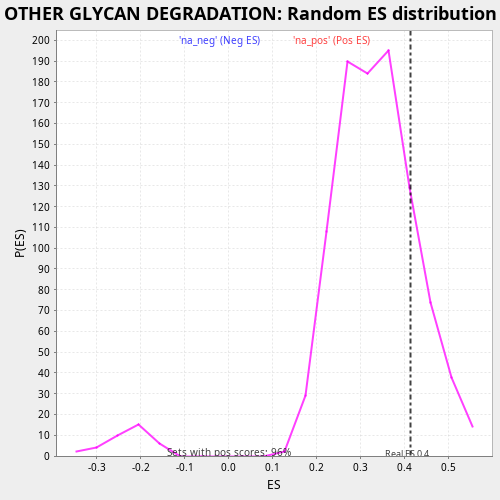 OTHER GLYCAN DEGRADATION: Random ES distribution
'na_neg' (Neg ES)
'na_pos' (Pos ES)
200
190
180
170
160
150
140
130
120
110
100
90
80
70
60
50
40
30
20
10
0
P(ES)
Sets with pos scores: 96%
Real ES 0.4
-0.3 -0.2 -0.1 0.0 0.1 0.2 0.3 0.4 0.5
ES